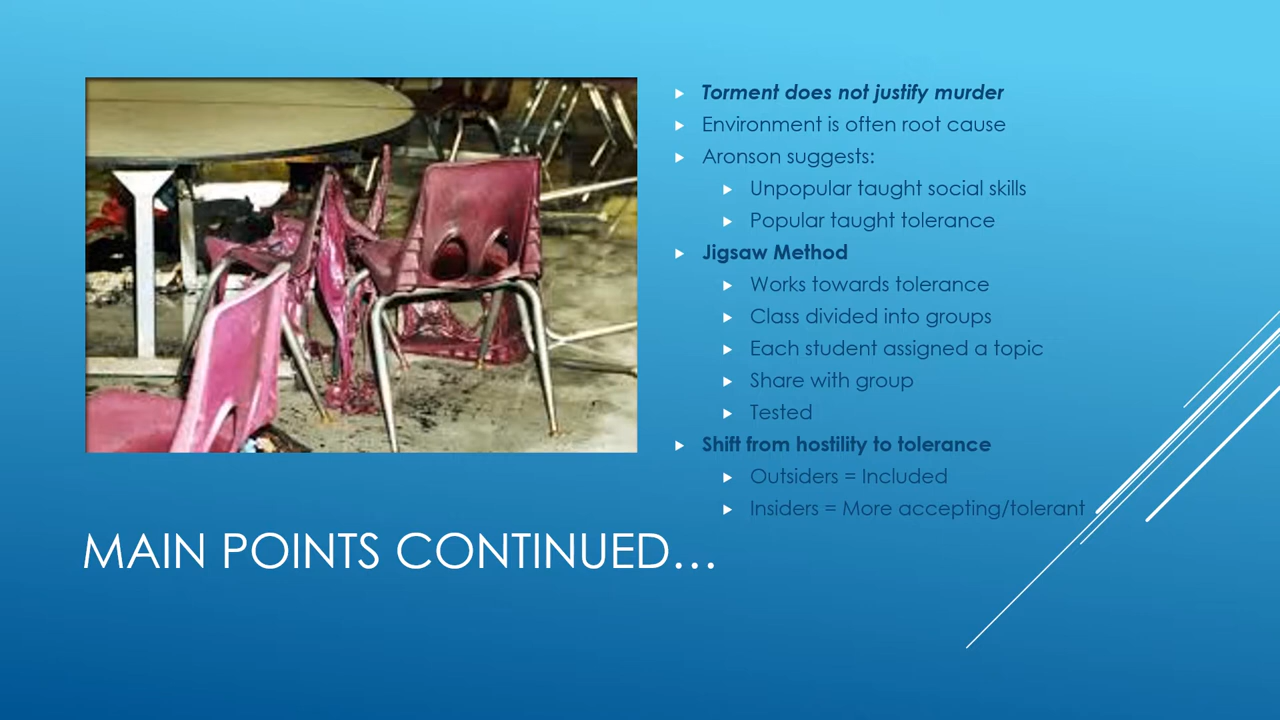 Torment does not justify murder
Environment is often root cause
Aronson suggests:
Unpopular taught social skills
Popular taught tolerance
Jigsaw Method
Works towards tolerance
Class divided into groups
Each student assigned a topic
Share with group
Tested
Shift from hostility to tolerance
Outsiders = Included
Insiders = More accepting/tolerant
MAIN POINTS CONTINUED…